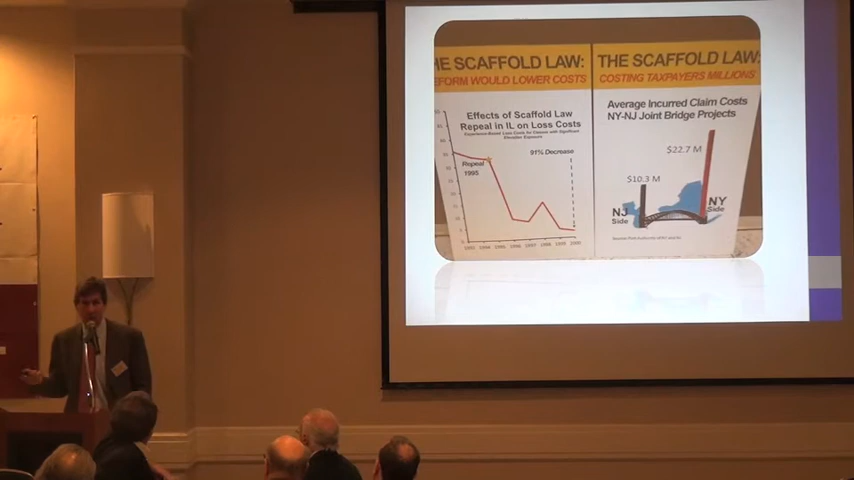 HE SCAFFOLD LAW:
EFORM WOULD LOWER COSTS
Effects of Scaffold Law
Repeal in IL on Loss Costs
91% Decrease
Repeal
1995
THE SCAFFOLD LAW:
COSTING TAXPAYERS MILLIONS
Average Incurred Claim Costs
NY-NJ Joint Bridge Projects
$22.7 M
$10.3 M
NJ
Side
NY
Side